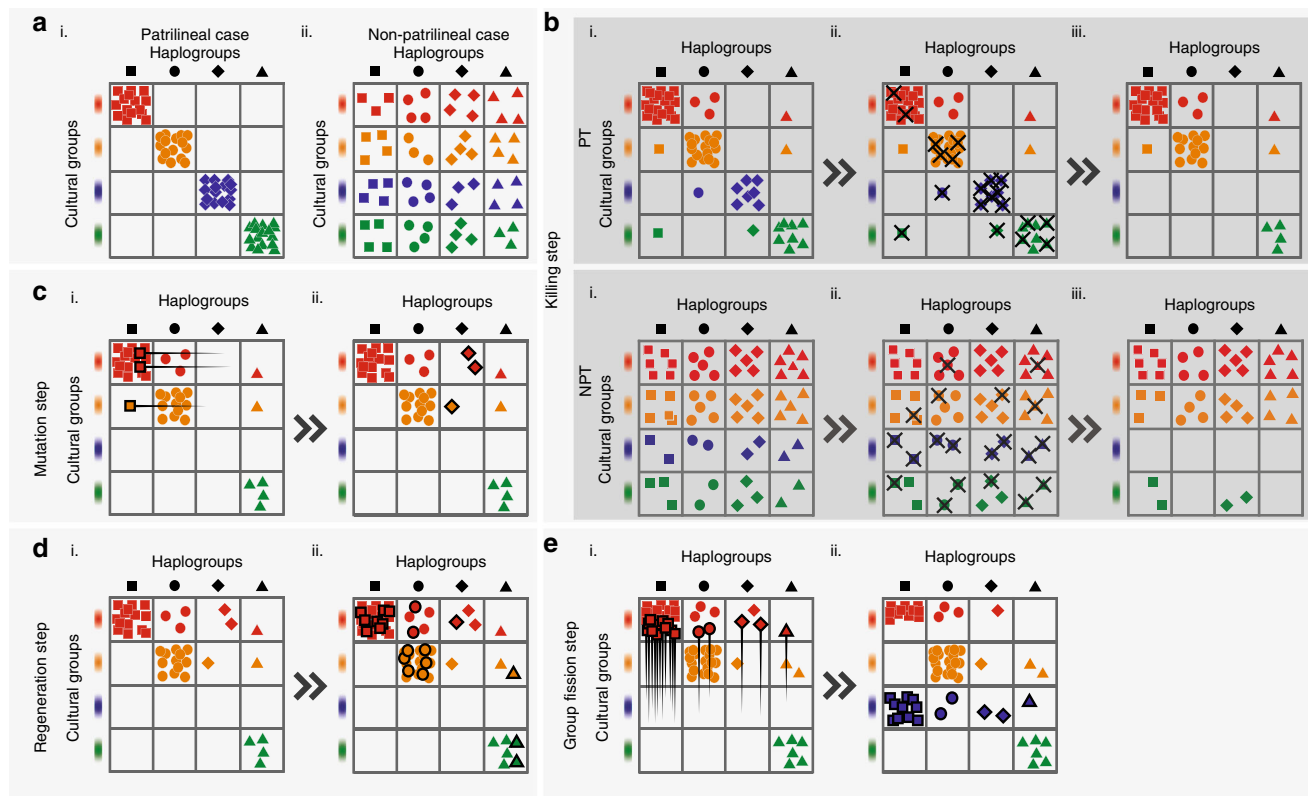 a
i.
Patrilineal case
Haplogroups
Cultural groups
ii.
Non-patrilineal case
Haplogroups
Cultural groups
b
Killing step
PT
i.
Haplogroups
Cultural groups
ii.
Haplogroups
iii.
Haplogroups
NPT
i.
Haplogroups
Cultural groups
ii.
Haplogroups
iii.
Haplogroups
c
Mutation step
i.
Haplogroups
Cultural groups
ii.
Haplogroups
d
Regeneration step
i.
Haplogroups
Cultural groups
ii.
Haplogroups
e
Group fission step
i.
Haplogroups
Cultural groups
ii.
Haplogroups